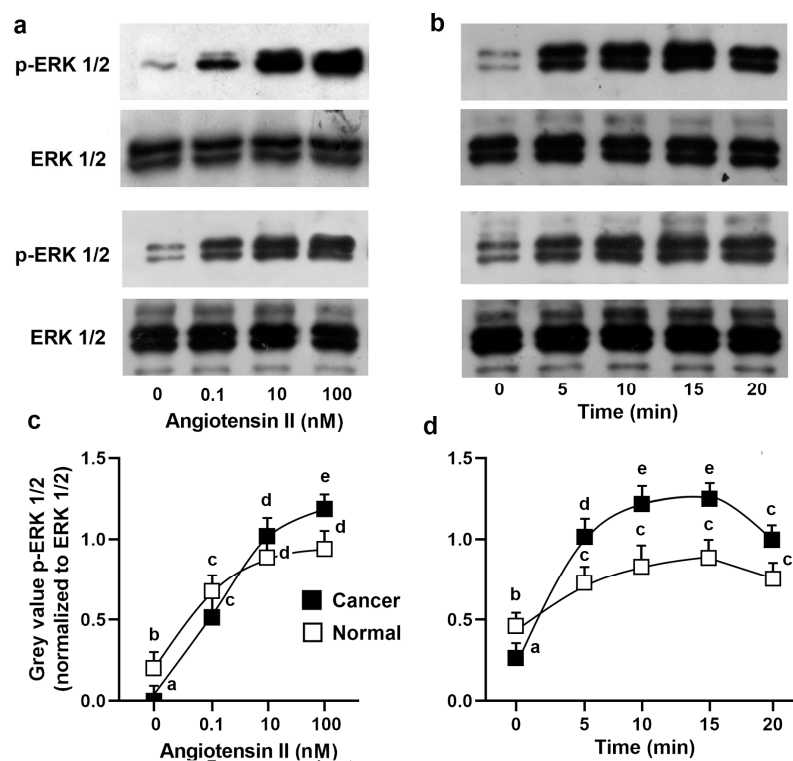 a
b
p-ERK 1/2
ERK 1/2
p-ERK 1/2
ERK 1/2
0 0.1 10 100
Angiotensin II (nM)
0 5 10 15 20
Time (min)
c
d
Grey value p-ERK 1/2
(normalized to ERK 1/2)
1.5
1.0
0.5
0.0
b
a
c
c
d
d
e
d
Cancer
Normal
0 0.1 10 100
Angiotensin II (nM)
1.5
1.0
0.5
0.0
b
a
d
c
e
c
e
c
c
c
0 5 10 15 20
Time (min)